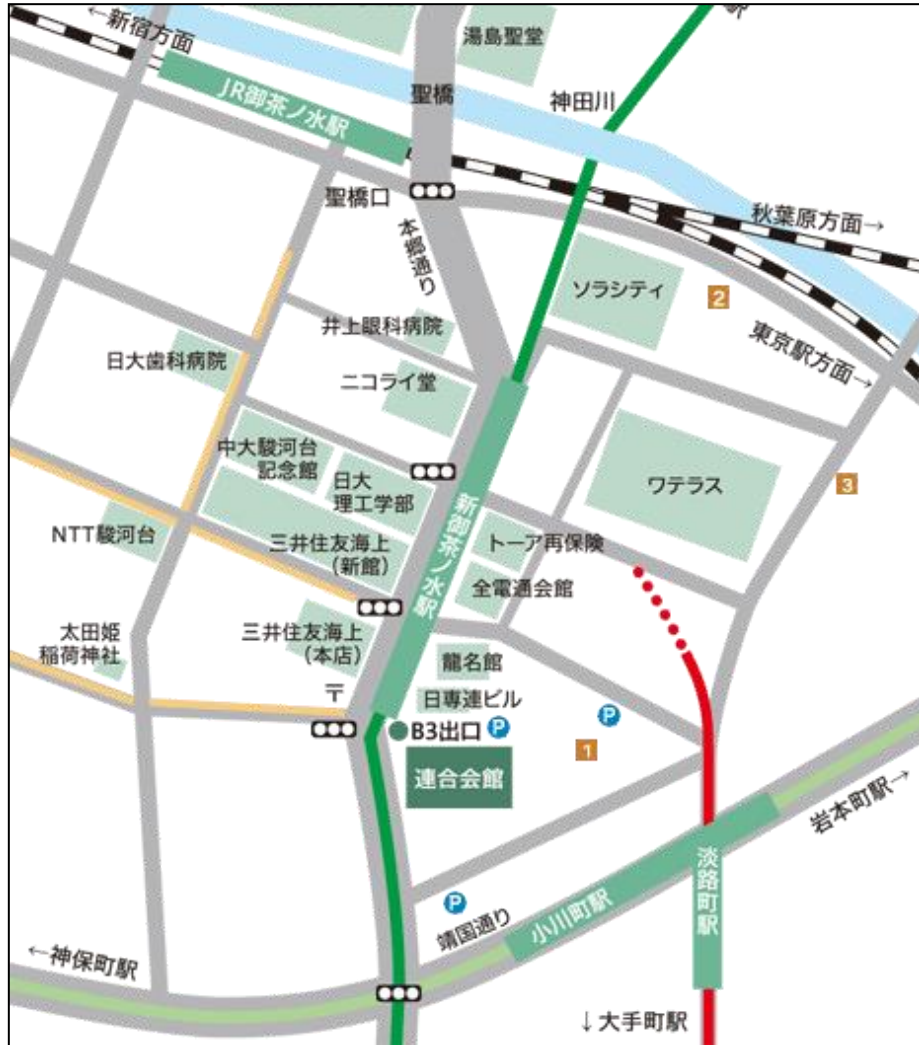 ←新宿方面
湯島聖堂
駅
JR御茶ノ水駅
聖橋
神田川
聖橋口
秋葉原方面→
本郷通り
ソラシティ
2
井上眼科病院
東京駅方面→
日大歯科病院
ニコライ堂
中大駿河台
記念館
日大
理工学部
ワテラス
3
新御茶ノ水駅
NTT駿河台
三井住友海上
(新館)
トーア再保険
全電通会館
太田姫
稲荷神社
三井住友海上
(本店)
龍名館
〒
日専連ビル
B3出口
P
P
1
連合会館
岩本町駅→
淡路町駅
P
靖国通り
小川町駅
←神保町駅
↓大手町駅